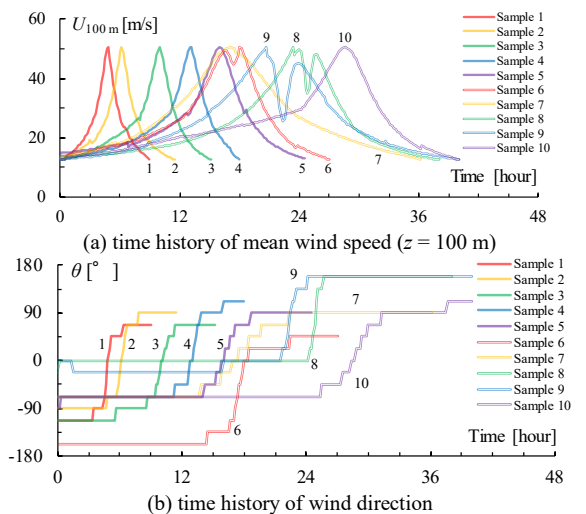 U100 m [m/s]
60
40
20
0
0 12 24 36 48
Time [hour]
1 2 3 4 5 6 7 8 9 10
Sample 1
Sample 2
Sample 3
Sample 4
Sample 5
Sample 6
Sample 7
Sample 8
Sample 9
Sample 10
(a) time history of mean wind speed (z = 100 m)
θ [°]
180
90
0
-90
-180
0 12 24 36 48
Time [hour]
1 2 3 4 5 6 7 8 9 10
Sample 1
Sample 2
Sample 3
Sample 4
Sample 5
Sample 6
Sample 7
Sample 8
Sample 9
Sample 10
(b) time history of wind direction